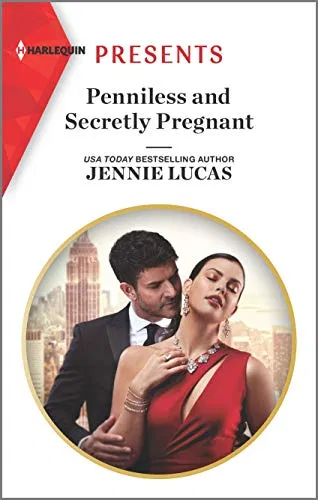 HARLEQUIN
PRESENTS
Penniless and
Secretly Pregnant
USA TODAY BESTSELLING AUTHOR
JENNIE LUCAS